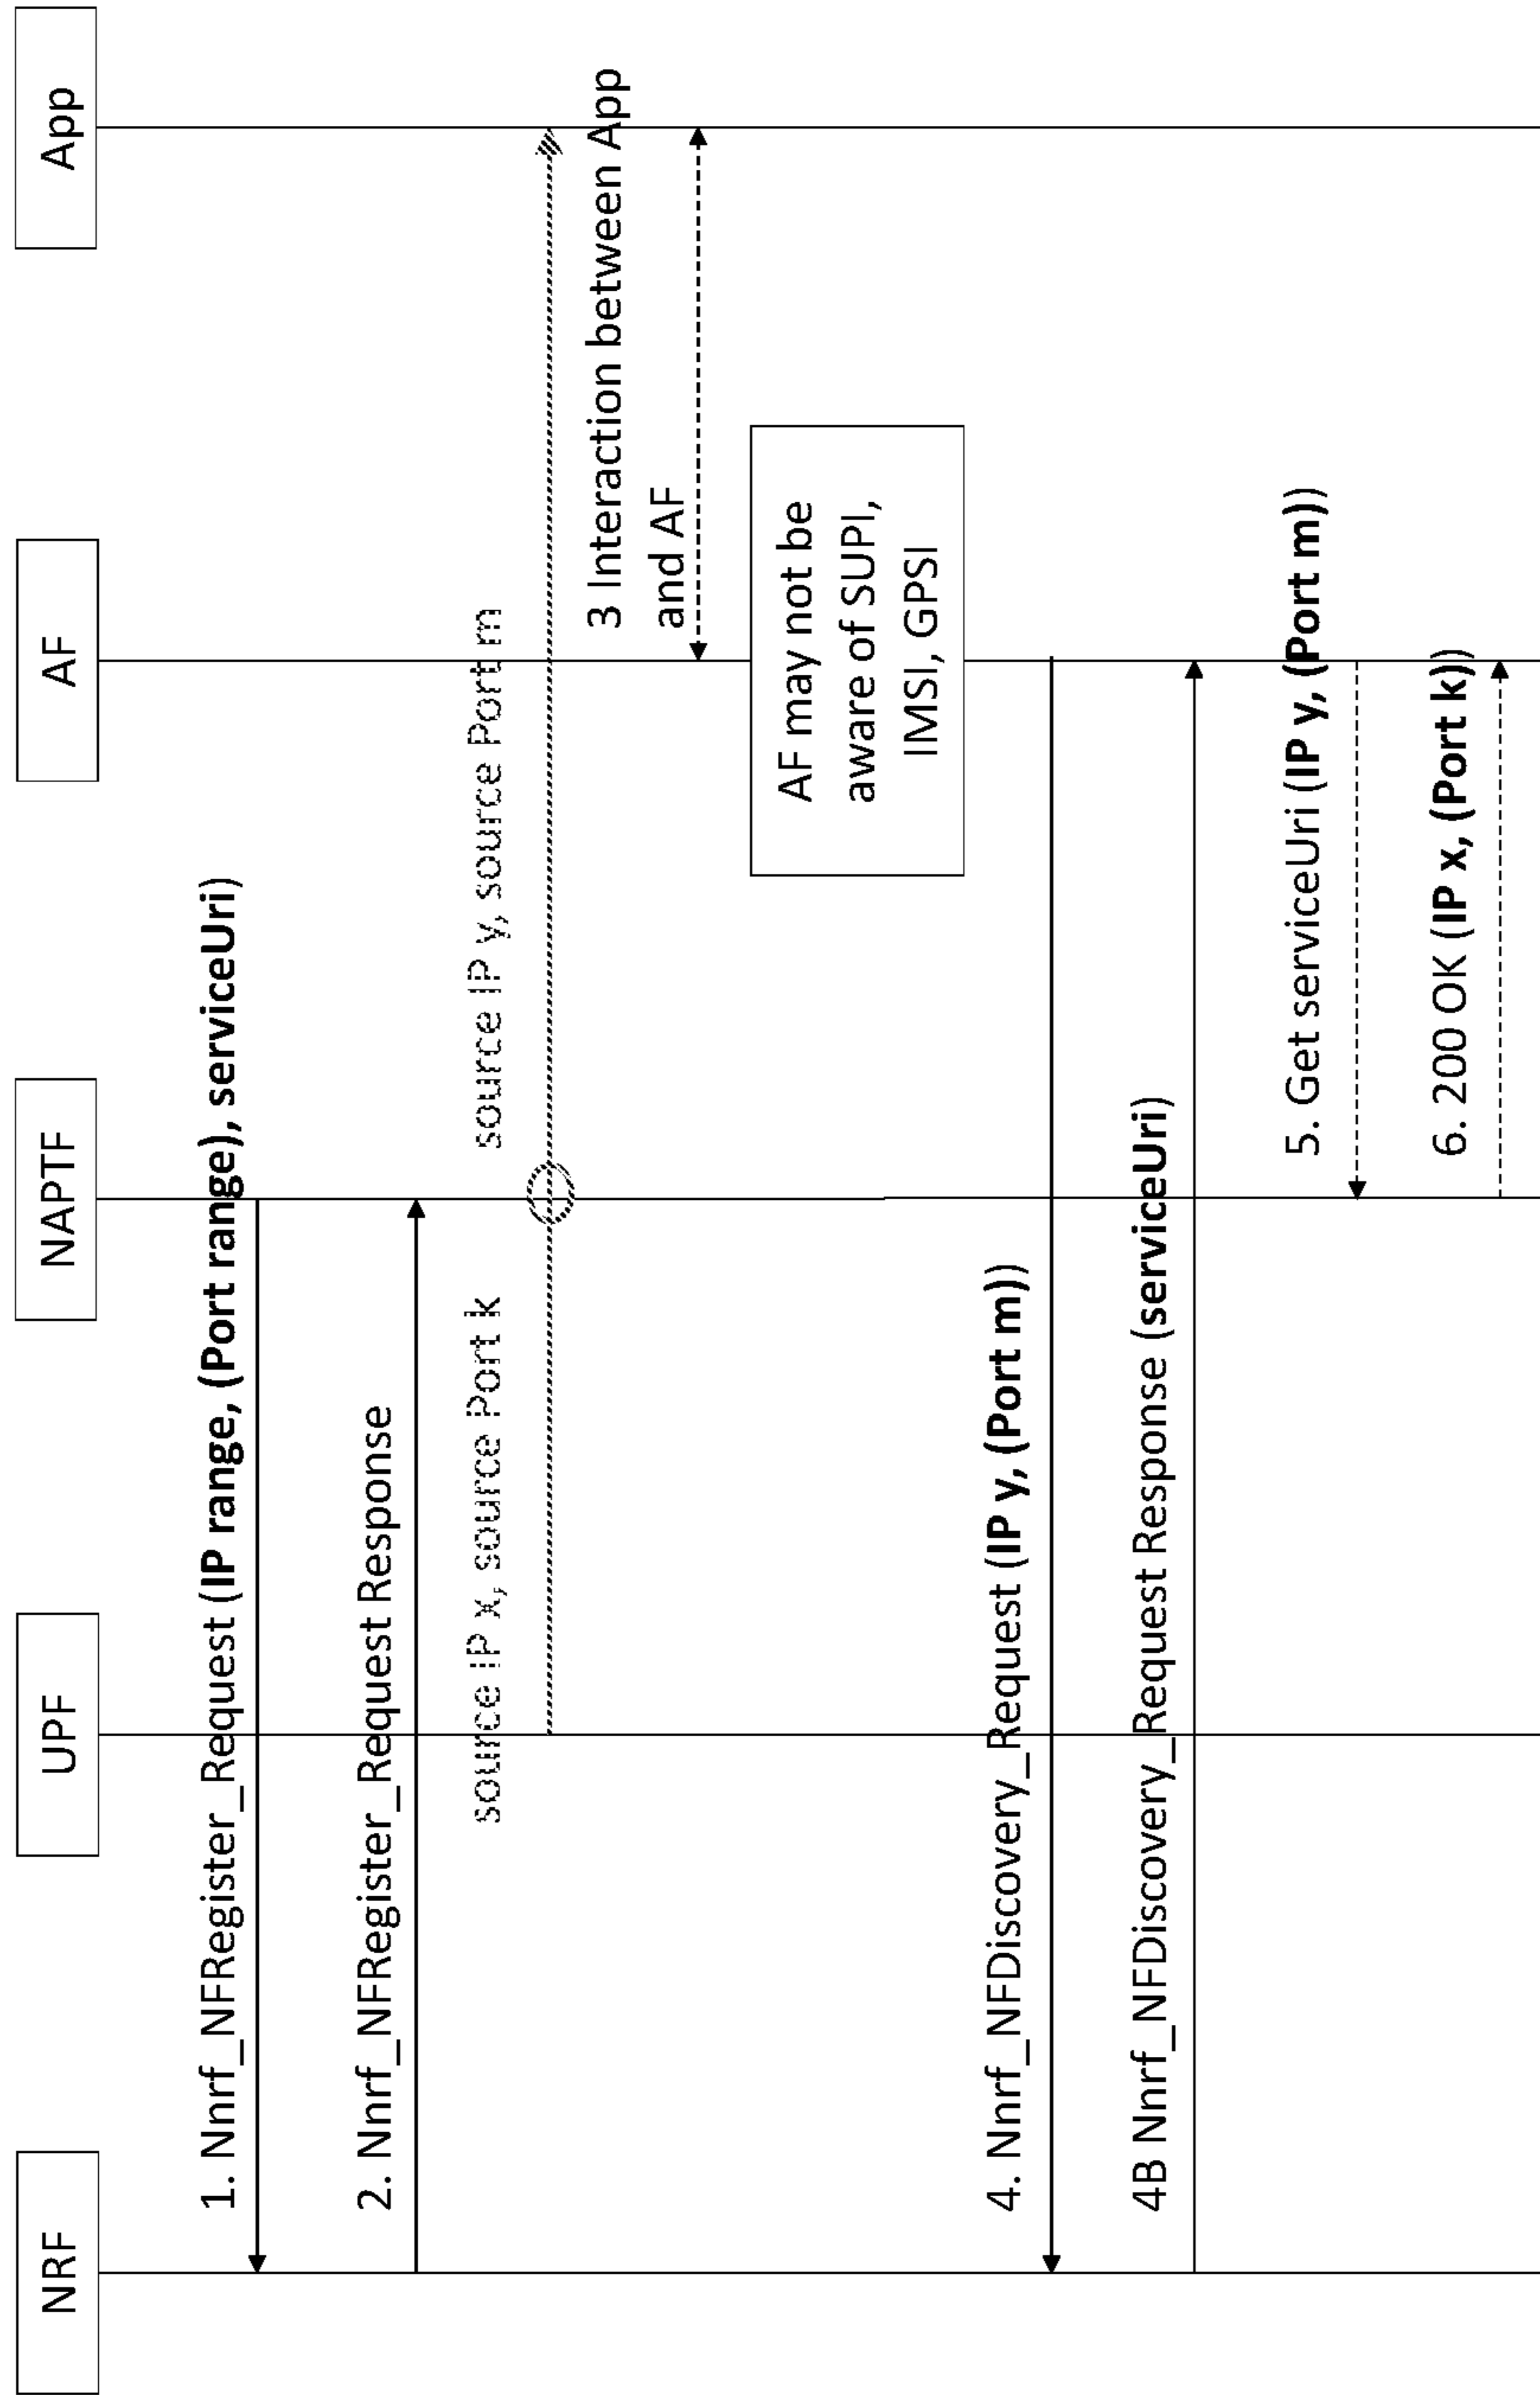 NRF
UPF
NAPTF
AF
App
1. Nnrf_NFRegister_Request (IP range, (Port range), serviceUri)
2. Nnrf_NFRegister_Request Response
source IP x, source Port k
source IP y, source Port m
3 Interaction between App
and AF
AF may not be
aware of SUPI,
IMSI, GPSI
4. Nnrf_NFDiscovery_Request (IP y, (Port m))
4B Nnrf_NFDiscovery_Request Response (serviceUri)
5. Get serviceUri (IP y, (Port m))
6. 200 OK (IP x, (Port k))